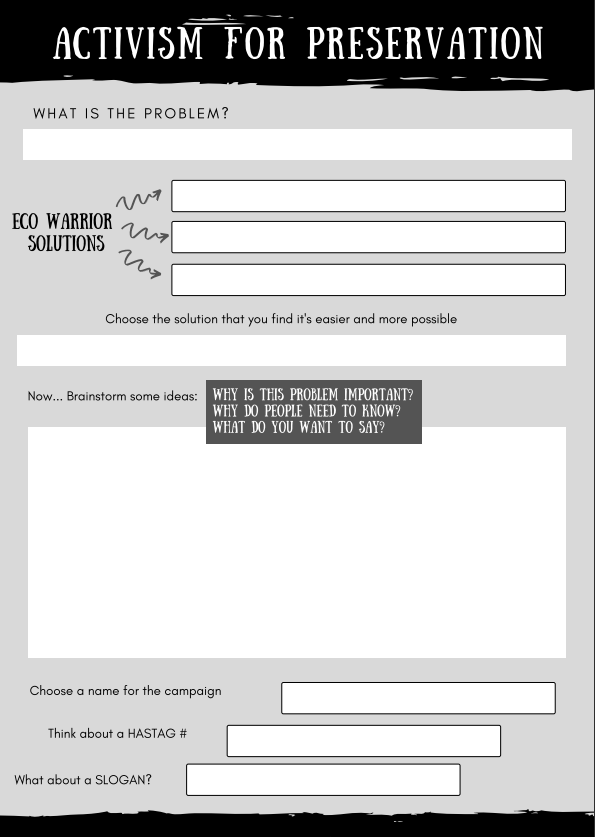 ACTIVISM FOR PRESERVATION
WHAT IS THE PROBLEM?
ECO WARRIOR
SOLUTIONS
Choose the solution that you find it's easier and more possible
Now... Brainstorm some ideas:
WHY IS THIS PROBLEM IMPORTANT?
WHY DO PEOPLE NEED TO KNOW?
WHAT DO YOU WANT TO SAY?
Choose a name for the campaign
Think about a HASTAG #
What about a SLOGAN?